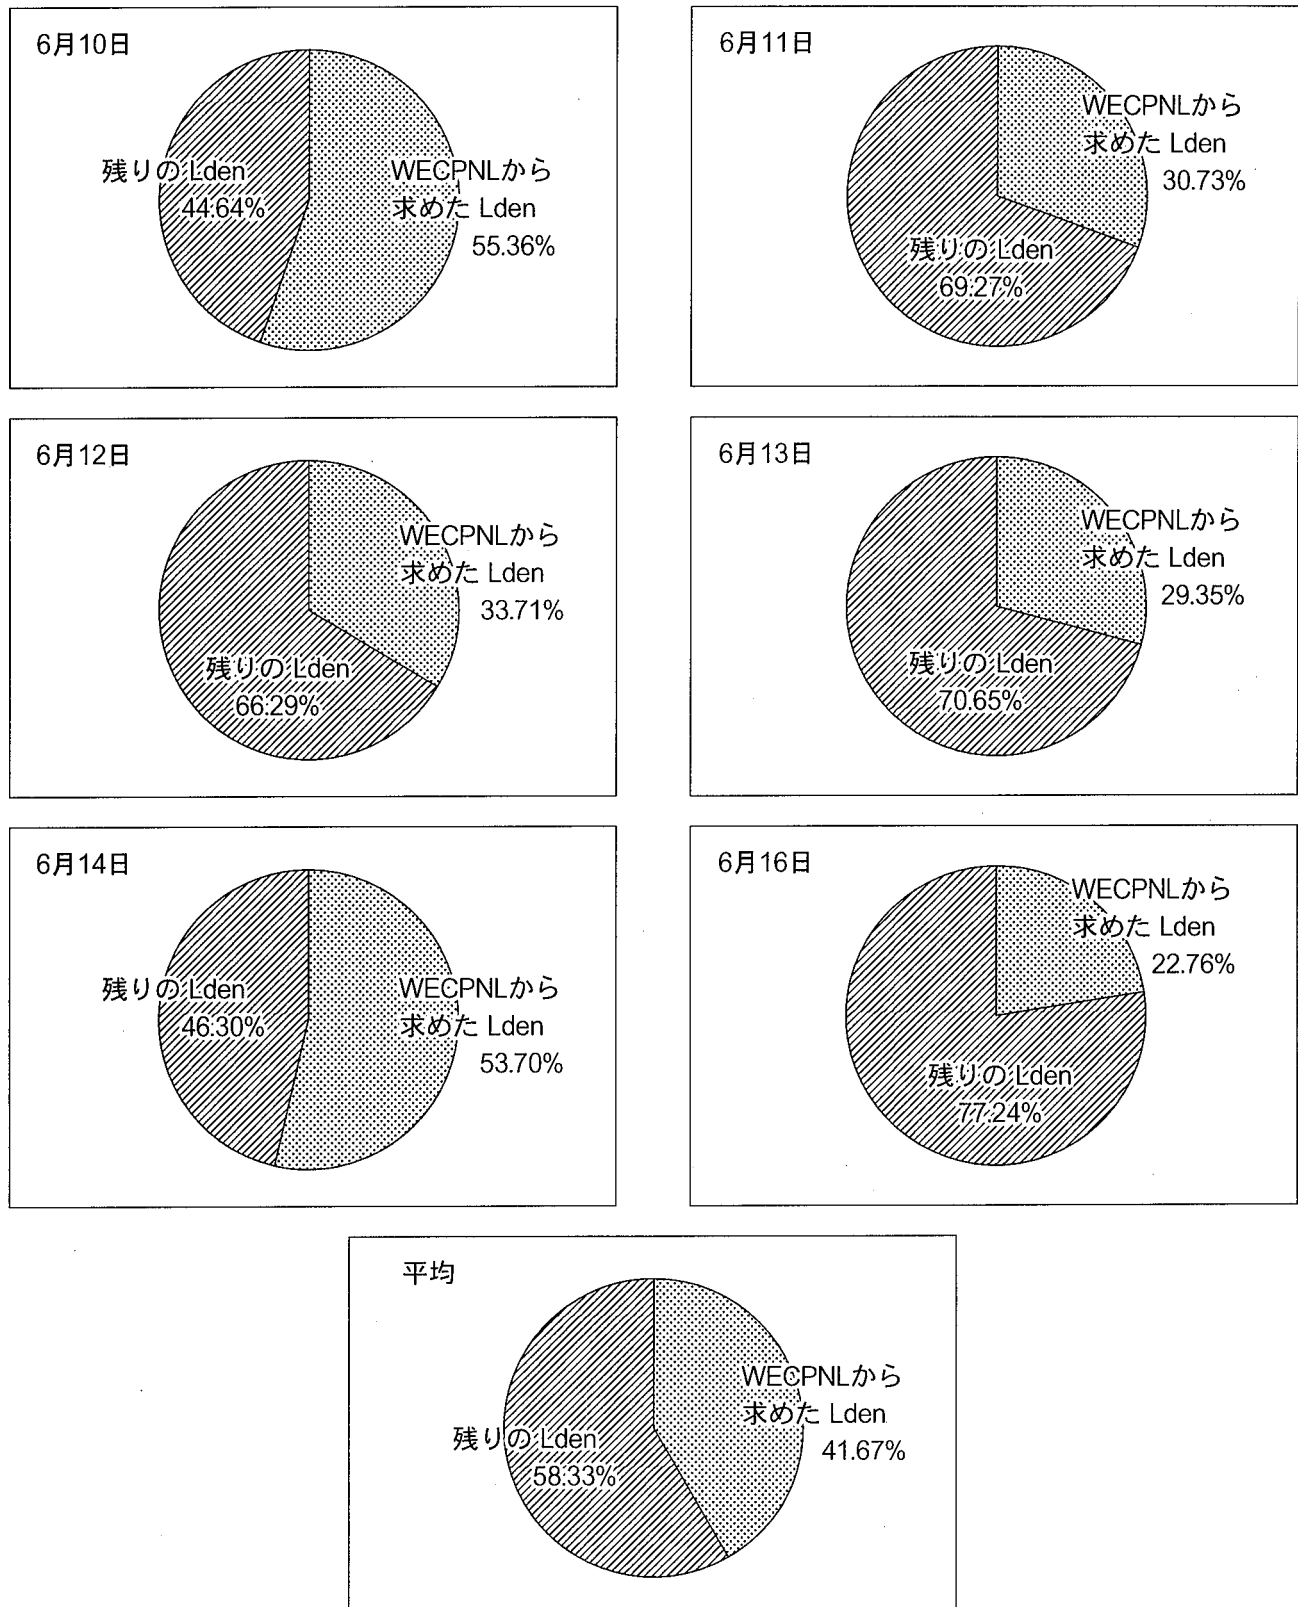 6月10日
残りの Lden
44.64%
WECPNLから
求めた Lden
55.36%
6月11日
WECPNLから
求めた Lden
30.73%
残りの Lden
69.27%
6月12日
WECPNLから
求めた Lden
33.71%
残りの Lden
66.29%
6月13日
WECPNLから
求めた Lden
29.35%
残りの Lden
70.65%
6月14日
残りの Lden
46.30%
WECPNLから
求めた Lden
53.70%
6月16日
WECPNLから
求めた Lden
22.76%
残りの Lden
77.24%
平均
WECPNLから
求めた Lden
41.67%
残りの Lden
58.33%